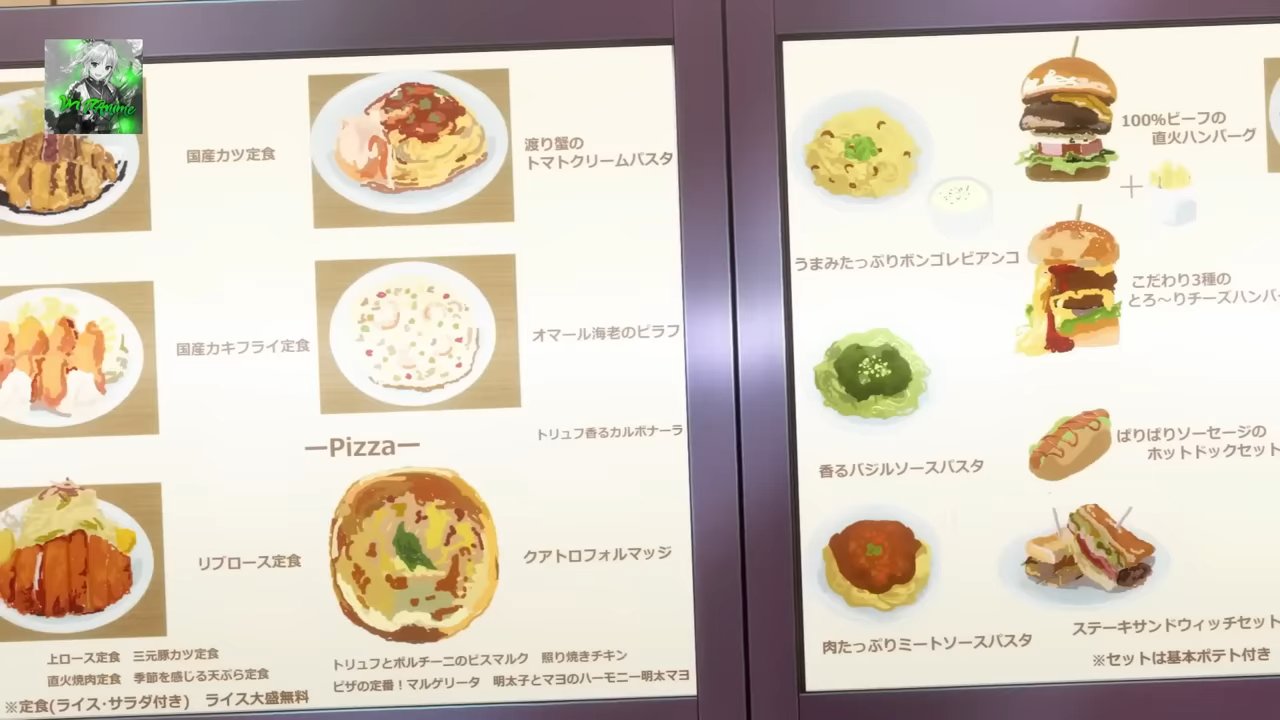 Mr Anime
国産カツ定食
渡り蟹の
トマトクリームパスタ
国産カキフライ定食
オマール海老のピラフ
トリュフ香るカルボナーラ
ーPizzaー
リブロース定食
クアトロフォルマッジ
上ロース定食 三元豚カツ定食
直火焼肉定食 季節を感じる天ぷら定食
※定食(ライス・サラダ付き) ライス大盛無料
トリュフとポルチーニのビスマルク 照り焼きチキン
ピザの定番！マルゲリータ 明太子とマヨのハーモニー明太マヨ
うまみたっぷりボンゴレビアンコ
香るバジルソースパスタ
肉たっぷりミートソースパスタ
100%ビーフの
直火ハンバーグ
+
こだわり3種の
とろ～りチーズハンバー
ぱりぱりソーセージの
ホットドックセット
ステーキサンドウィッチセット
※セットは基本ポテト付き